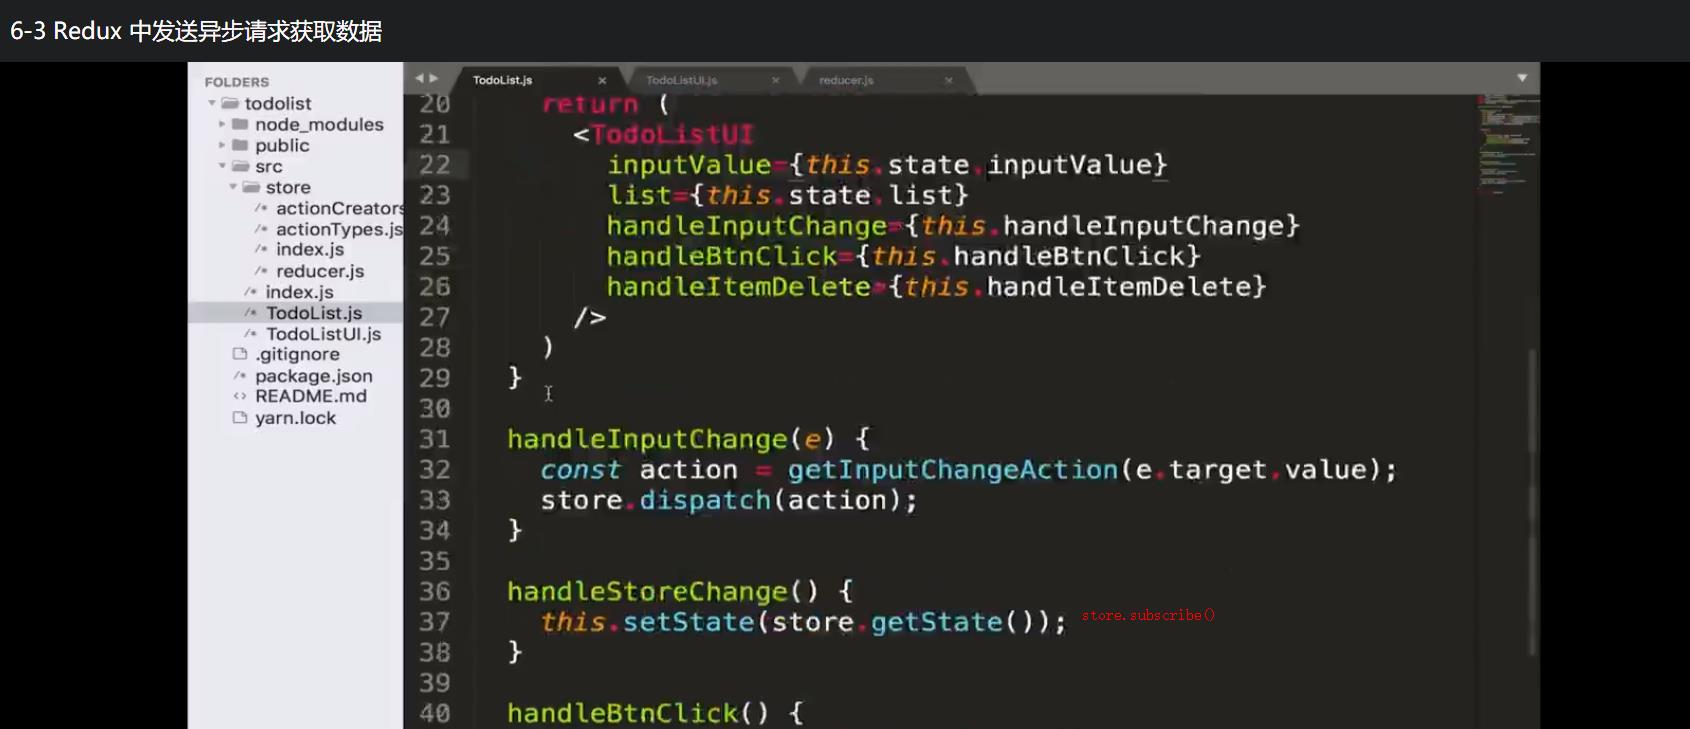 6-3 Redux 中发送异步请求获取数据
FOLDERS
todolist
node_modules
public
src
store
actionCreators
actionTypes.js
index.js
reducer.js
index.js
TodoList.js
TodoListUI.js
.gitignore
package.json
README.md
yarn.lock
TodoList.js × TodoListUI.js × reducer.js ×
20 return (
21 <TodoListUI
22 inputValue={this.state.inputValue}
23 list={this.state.list}
24 handleInputChange={this.handleInputChange}
25 handleBtnClick={this.handleBtnClick}
26 handleItemDelete={this.handleItemDelete}
27 />
28 )
29 }
30
31 handleInputChange(e) {
32 const action = getInputChangeAction(e.target.value);
33 store.dispatch(action);
34 }
35
36 handleStoreChange() {
37 this.setState(store.getState()); store.subscribe()
38 }
39
40 handleBtnClick() {